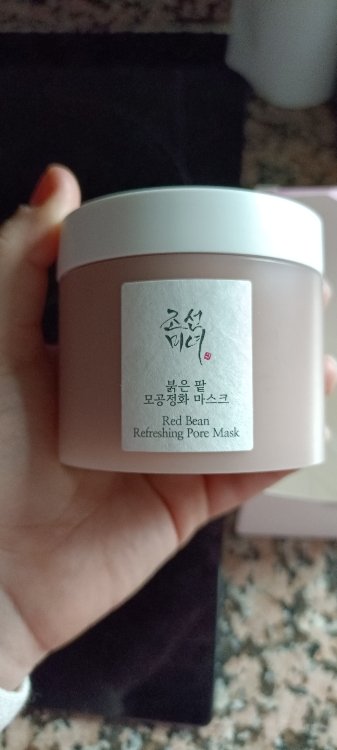 조선
미녀
붉은 팥
모공정화 마스크
Red Bean
Refreshing Pore Mask